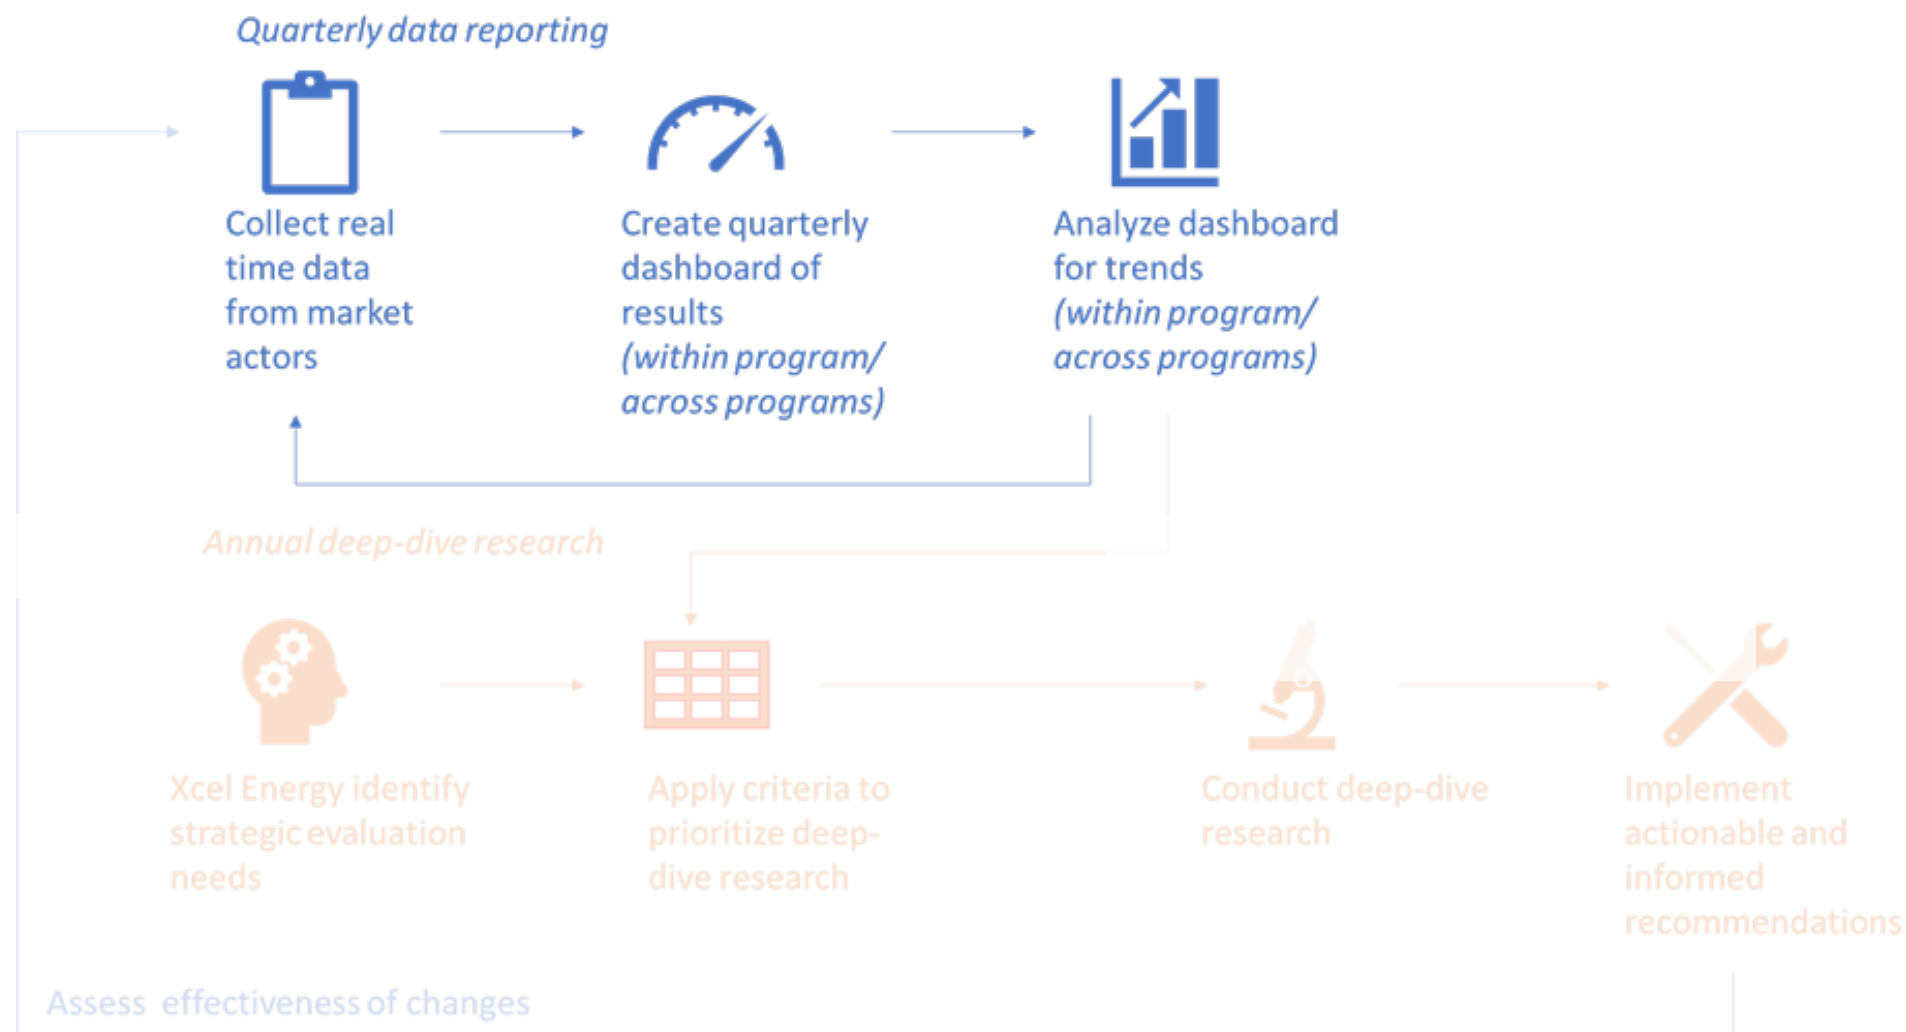 Quarterly data reporting
Collect real
time data
from market
actors
Create quarterly
dashboard of
results
(within program/
across programs)
Analyze dashboard
for trends
(within program/
across programs)
Annual deep-dive research
Xcel Energy identify
strategic evaluation
needs
Apply criteria to
prioritize deep-
dive research
Conduct deep-dive
research
Implement
actionable and
informed
recommendations
Assess effectiveness of changes